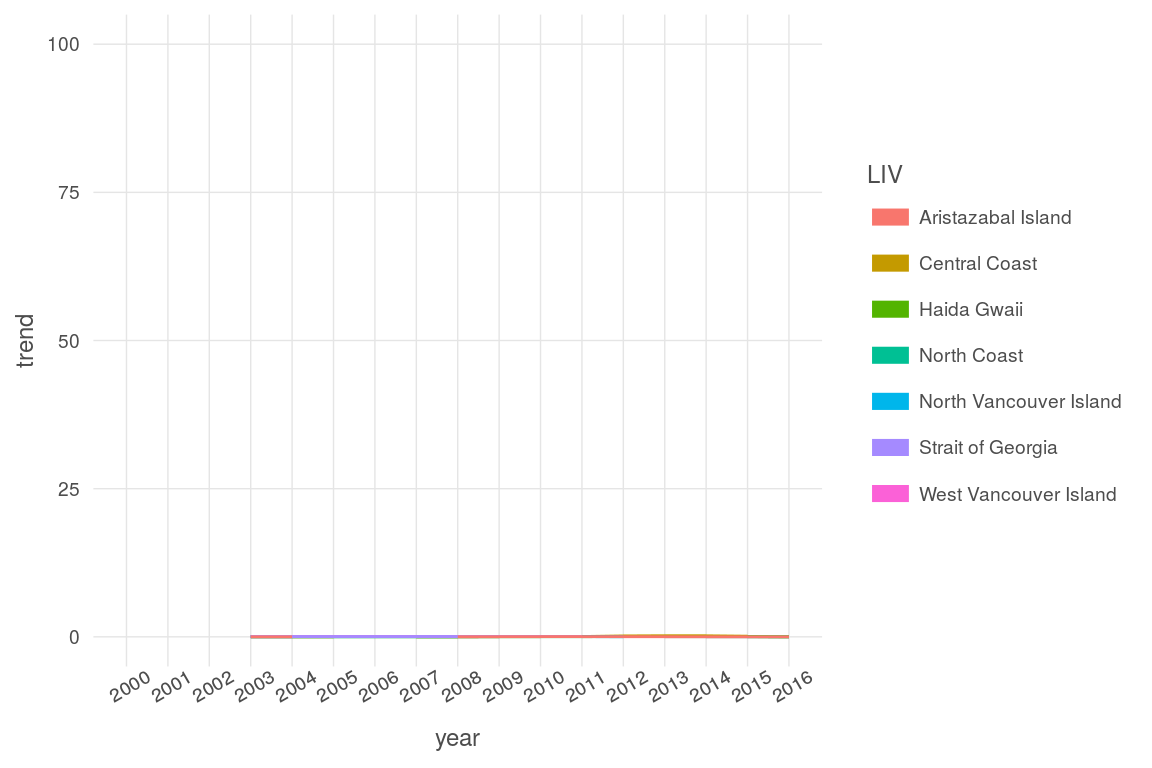 100
75
50
25
0
trend
2000
2001
2002
2003
2004
2005
2006
2007
2008
2009
2010
2011
2012
2013
2014
2015
2016
year
LIV
Aristazabal Island
Central Coast
Haida Gwaii
North Coast
North Vancouver Island
Strait of Georgia
West Vancouver Island